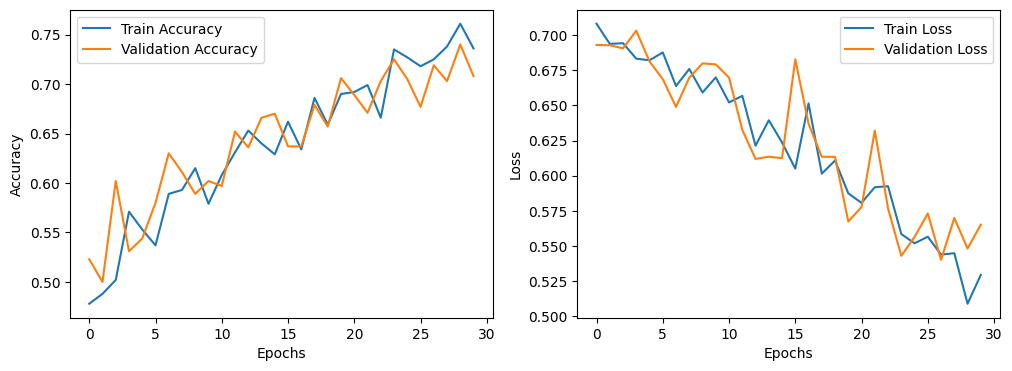 Train Accuracy
Validation Accuracy
Accuracy
0.75
0.70
0.65
0.60
0.55
0.50
0 5 10 15 20 25 30
Epochs
Train Loss
Validation Loss
Loss
0.700
0.675
0.650
0.625
0.600
0.575
0.550
0.525
0.500
0 5 10 15 20 25 30
Epochs